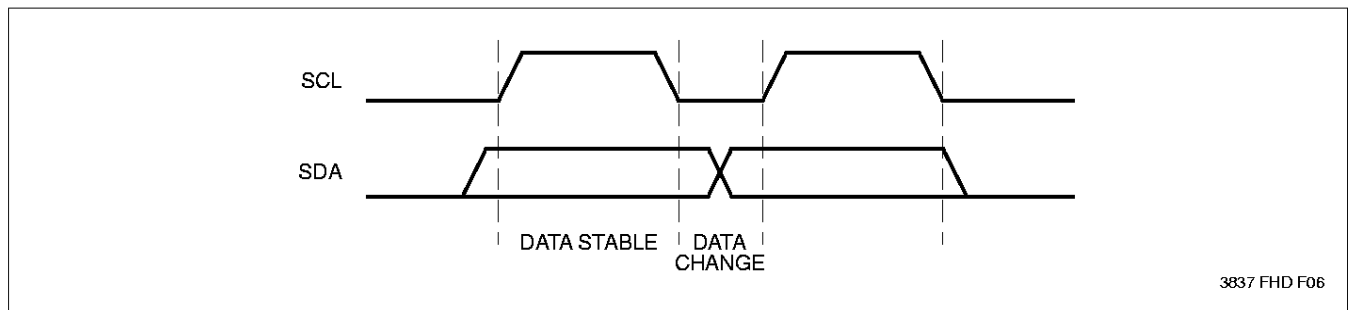 SCL
SDA
DATA STABLE
DATA
CHANGE
3837 FHD F06